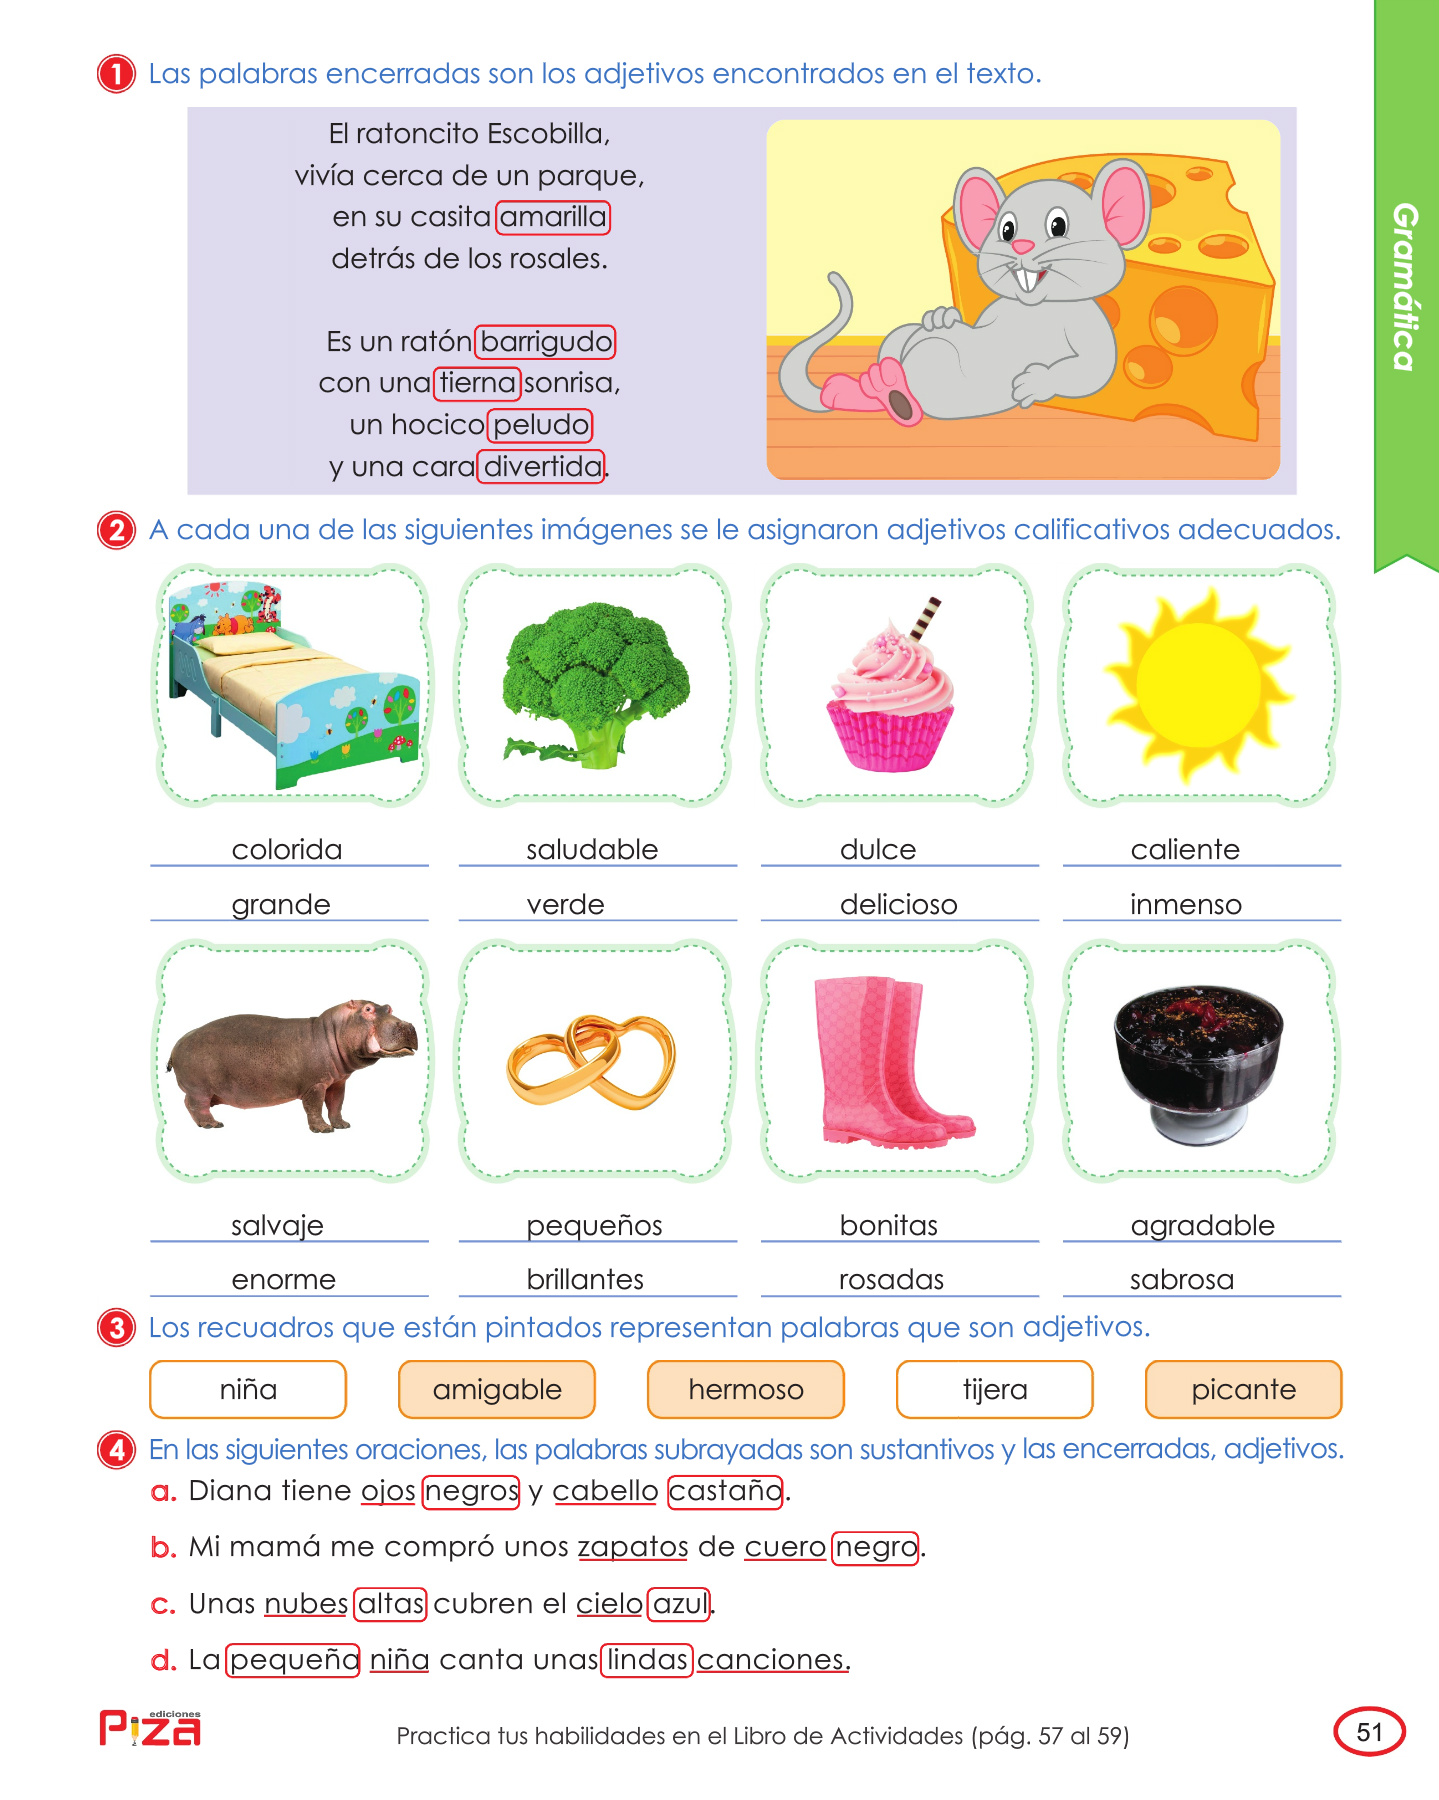 1 Las palabras encerradas son los adjetivos encontrados en el texto.
El ratoncito Escobilla,
vivía cerca de un parque,
en su casita amarilla
detrás de los rosales.
Es un ratón barrigudo
con una tierna sonrisa,
un hocico peludo
y una cara divertida.
Gramática
2 A cada una de las siguientes imágenes se le asignaron adjetivos calificativos adecuados.
colorida saludable dulce caliente
grande verde delicioso inmenso
salvaje pequeños bonitas agradable
enorme brillantes rosadas sabrosa
3 Los recuadros que están pintados representan palabras que son adjetivos.
niña amigable hermoso tijera picante
4 En las siguientes oraciones, las palabras subrayadas son sustantivos y las encerradas, adjetivos.
a. Diana tiene ojos negros y cabello castaño.
b. Mi mamá me compró unos zapatos de cuero negro.
c. Unas nubes altas cubren el cielo azul.
d. La pequeña niña canta unas lindas canciones.
ediciones
Piza
Practica tus habilidades en el Libro de Actividades (pág. 57 al 59)
51